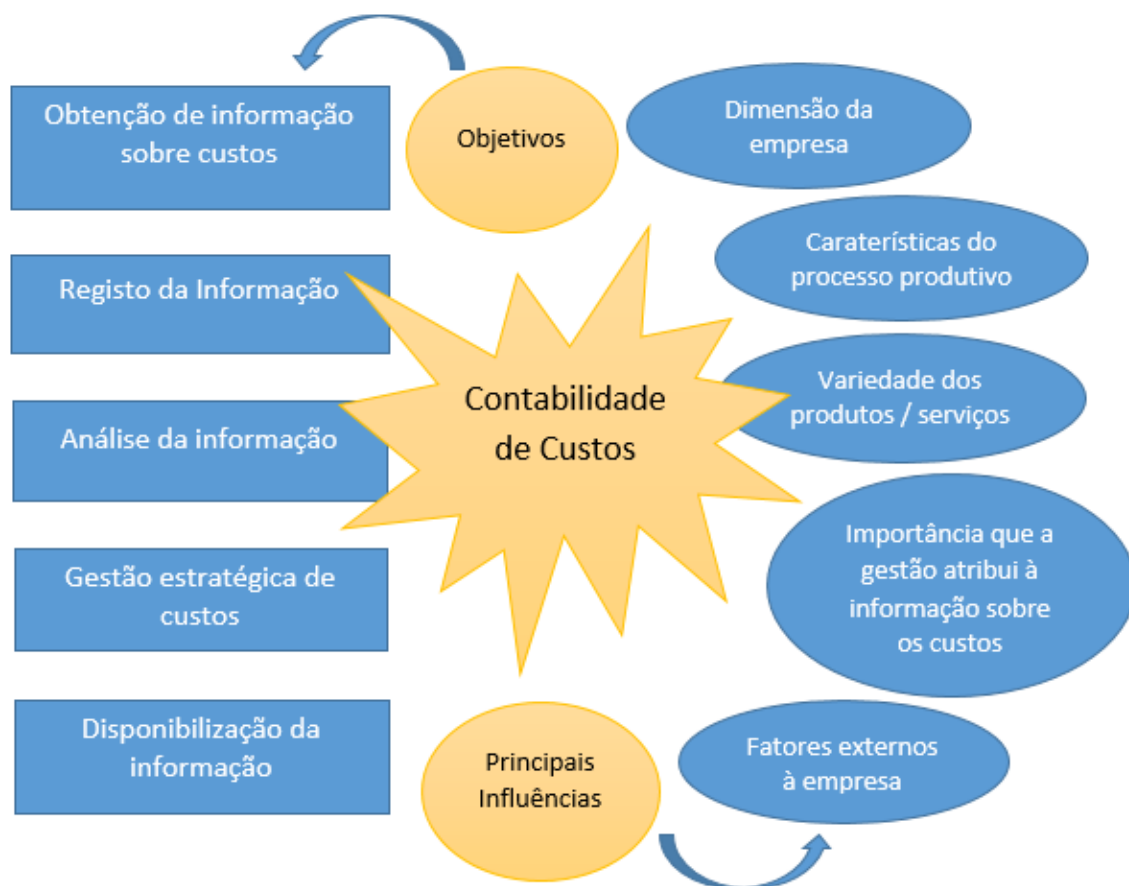 Objetivos
Obtenção de informação
sobre custos
Registo da Informação
Análise da informação
Gestão estratégica de
custos
Disponibilização da
informação
Contabilidade
de Custos
Principais
Influências
Dimensão da
empresa
Caraterísticas do
processo produtivo
Variedade dos
produtos / serviços
Importância que a
gestão atribui à
informação sobre
os custos
Fatores externos
à empresa